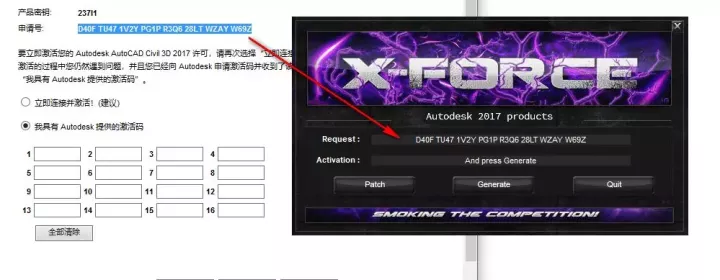 产品密钥: 237I1
申请号: D40F TU47 1V2Y PG1P R3Q6 28LT WZAY W69Z
要立即激活您的 Autodesk AutoCAD Civil 3D 2017 许可，请再次选择“立即连接
激活的过程中您仍然遇到问题，并且您已经向 Autodesk 申请激活码并收到了
“我具有 Autodesk 提供的激活码”。
立即连接并激活! (建议)
我具有 Autodesk 提供的激活码
1 2 3 4
5 6 7 8
9 10 11 12
13 14 15 16
全部清除
X-FORCE
Autodesk 2017 products
Request : D40F TU47 1V2Y PG1P R3Q6 28LT WZAY W69Z
Activation : And press Generate
Patch Generate Quit
SMOKING THE COMPETITION!